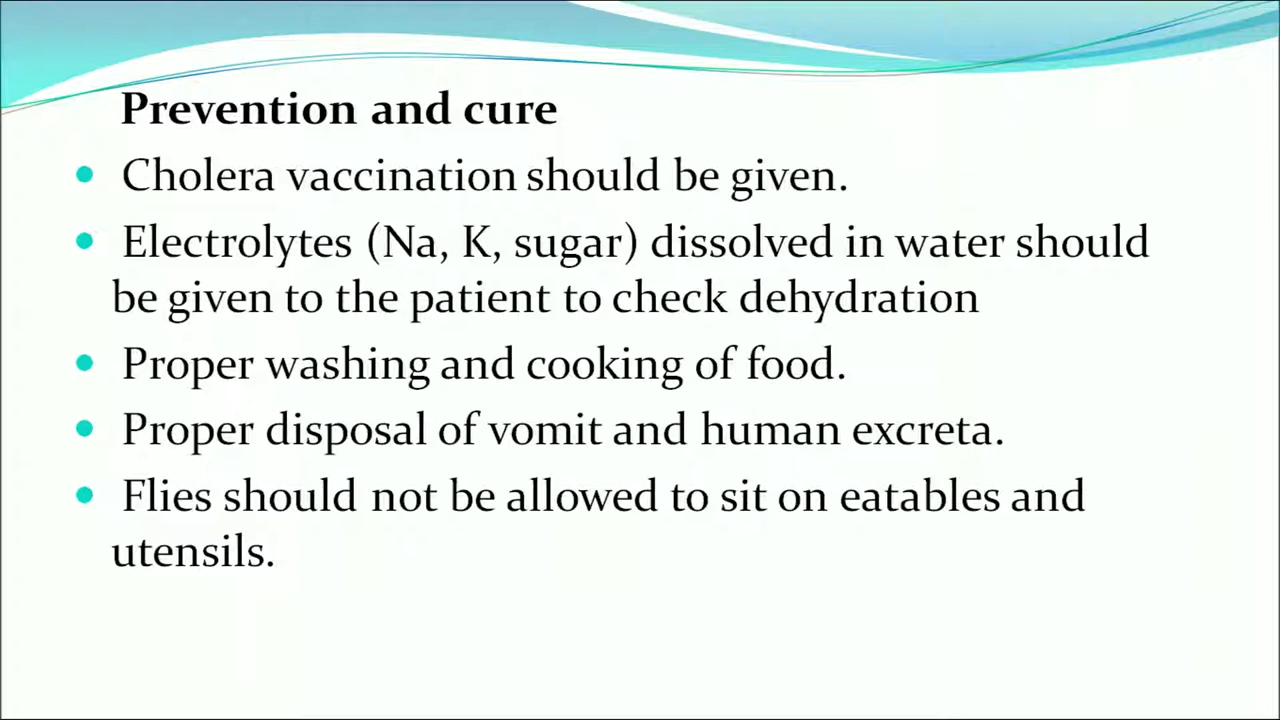 Prevention and cure
• Cholera vaccination should be given.
• Electrolytes (Na, K, sugar) dissolved in water should
be given to the patient to check dehydration
• Proper washing and cooking of food.
• Proper disposal of vomit and human excreta.
• Flies should not be allowed to sit on eatables and
utensils.